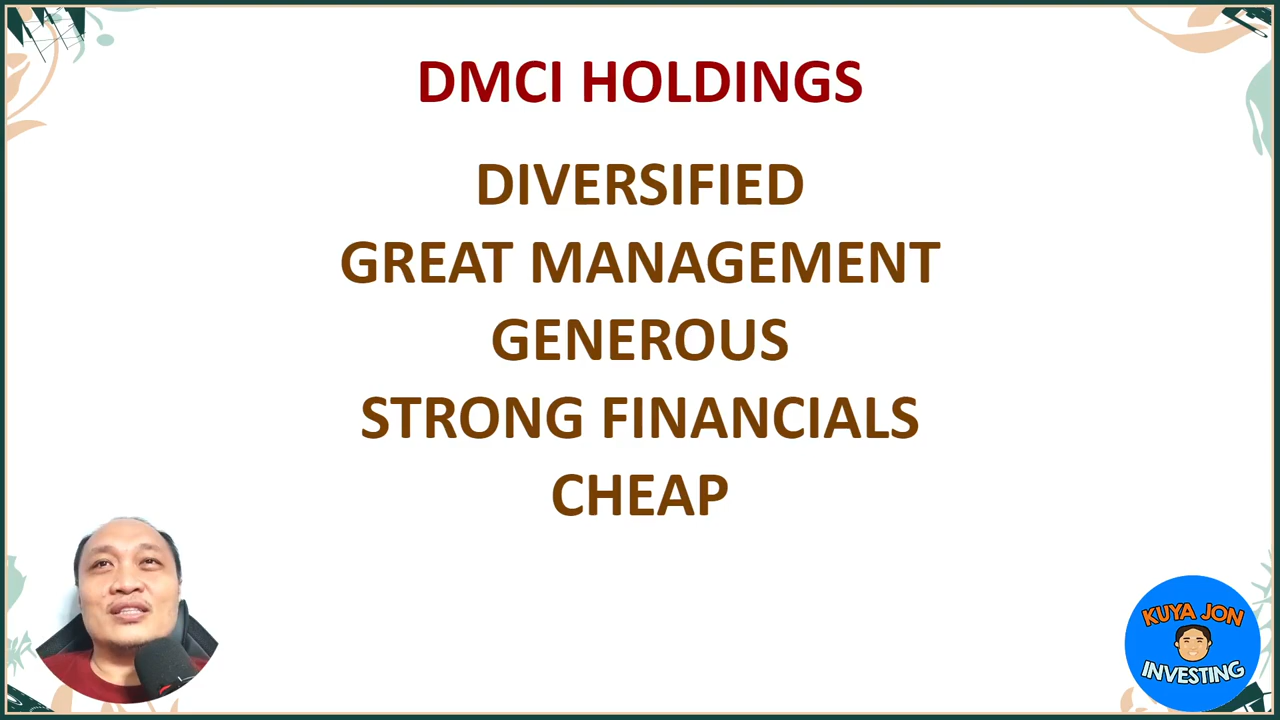 DMCI HOLDINGS
DIVERSIFIED
GREAT MANAGEMENT
GENEROUS
STRONG FINANCIALS
CHEAP
KUYA JON
INVESTING